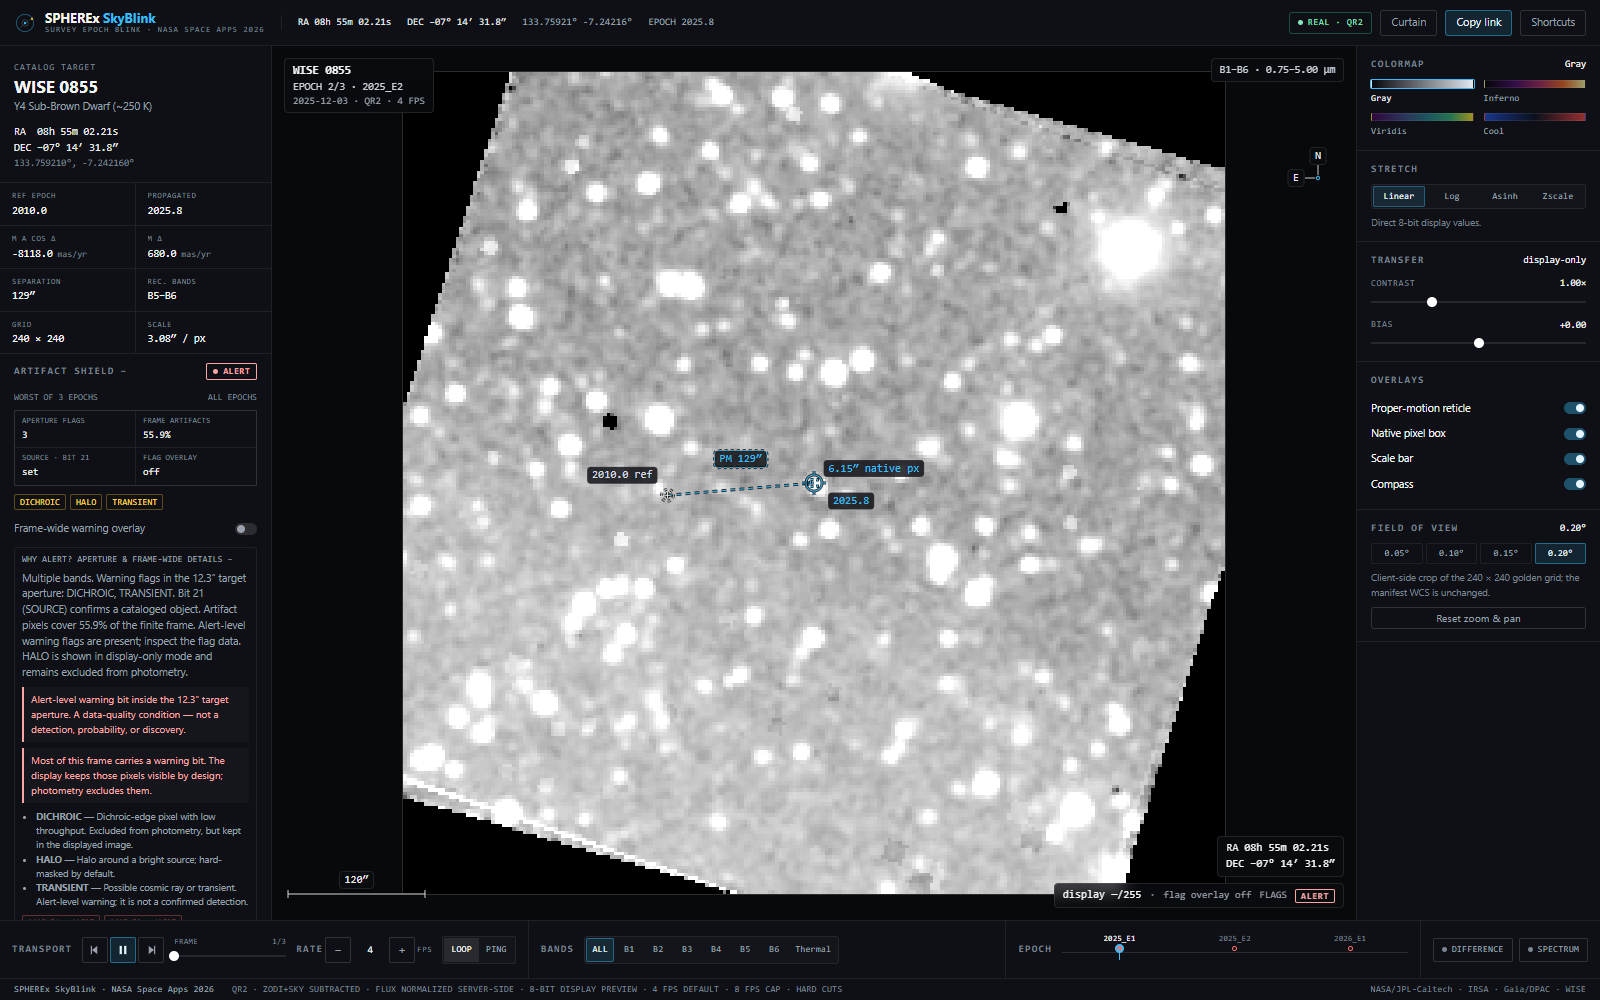 SPHEREx SkyBlink
SURVEY EPOCH BLINK · NASA SPACE APPS 2026
RA 08h 55m 02.21s DEC −07° 14′ 31.8″ 133.75921° -7.24216° EPOCH 2025.8
REAL · QR2
Curtain
Copy link
Shortcuts
CATALOG TARGET
WISE 0855
Y4 Sub-Brown Dwarf (~250 K)
RA 08h 55m 02.21s
DEC −07° 14′ 31.8″
133.759210°, -7.242160°
REF EPOCH
2010.0
PROPAGATED
2025.8
Μ Α COS Δ
-8118.0 mas/yr
Μ Δ
680.0 mas/yr
SEPARATION
129″
REC. BANDS
B5–B6
GRID
240 × 240
SCALE
3.08″ / px
ARTIFACT SHIELD −
ALERT
WORST OF 3 EPOCHS
ALL EPOCHS
APERTURE FLAGS
3
FRAME ARTIFACTS
55.9%
SOURCE · BIT 21
set
FLAG OVERLAY
off
DICHROIC
HALO
TRANSIENT
Frame-wide warning overlay
WHY ALERT? APERTURE & FRAME-WIDE DETAILS −
Multiple bands. Warning flags in the 12.3″ target
aperture: DICHROIC, TRANSIENT. Bit 21
(SOURCE) confirms a cataloged object. Artifact
pixels cover 55.9% of the finite frame. Alert-level
warning flags are present; inspect the flag data.
HALO is shown in display-only mode and
remains excluded from photometry.
Alert-level warning bit inside the 12.3″ target
aperture. A data-quality condition — not a
detection, probability, or discovery.
Most of this frame carries a warning bit. The
display keeps those pixels visible by design;
photometry excludes them.
• DICHROIC — Dichroic-edge pixel with low
throughput. Excluded from photometry, but kept
in the displayed image.
• HALO — Halo around a bright source; hard-
masked by default.
• TRANSIENT — Possible cosmic ray or transient.
Alert-level warning; it is not a confirmed detection.
WISE 0855
EPOCH 2/3 · 2025_E2
2025-12-03 · QR2 · 4 FPS
B1–B6 · 0.75–5.00 µm
N
E
2010.0 ref
PM 129″
6.15″ native px
2025.8
120″
RA 08h 55m 02.21s
DEC −07° 14′ 31.8″
display —/255 · flag overlay off FLAGS ALERT
COLORMAP
Gray
Gray
Inferno
Viridis
Cool
STRETCH
Linear
Log
Asinh
Zscale
Direct 8-bit display values.
TRANSFER
display-only
CONTRAST
1.00×
BIAS
+0.00
OVERLAYS
Proper-motion reticle
Native pixel box
Scale bar
Compass
FIELD OF VIEW
0.20°
0.05°
0.10°
0.15°
0.20°
Client-side crop of the 240 × 240 golden grid; the
manifest WCS is unchanged.
Reset zoom & pan
TRANSPORT
FRAME
1/3
RATE
−
4
+
FPS
LOOP
PING
BANDS
ALL
B1
B2
B3
B4
B5
B6
Thermal
EPOCH
2025_E1
2025_E2
2026_E1
DIFFERENCE
SPECTRUM
SPHEREx SkyBlink · NASA Space Apps 2026
QR2 · ZODI+SKY SUBTRACTED · FLUX NORMALIZED SERVER-SIDE · 8-BIT DISPLAY PREVIEW · 4 FPS DEFAULT · 8 FPS CAP · HARD CUTS
NASA/JPL-Caltech · IRSA · Gaia/DPAC · WISE